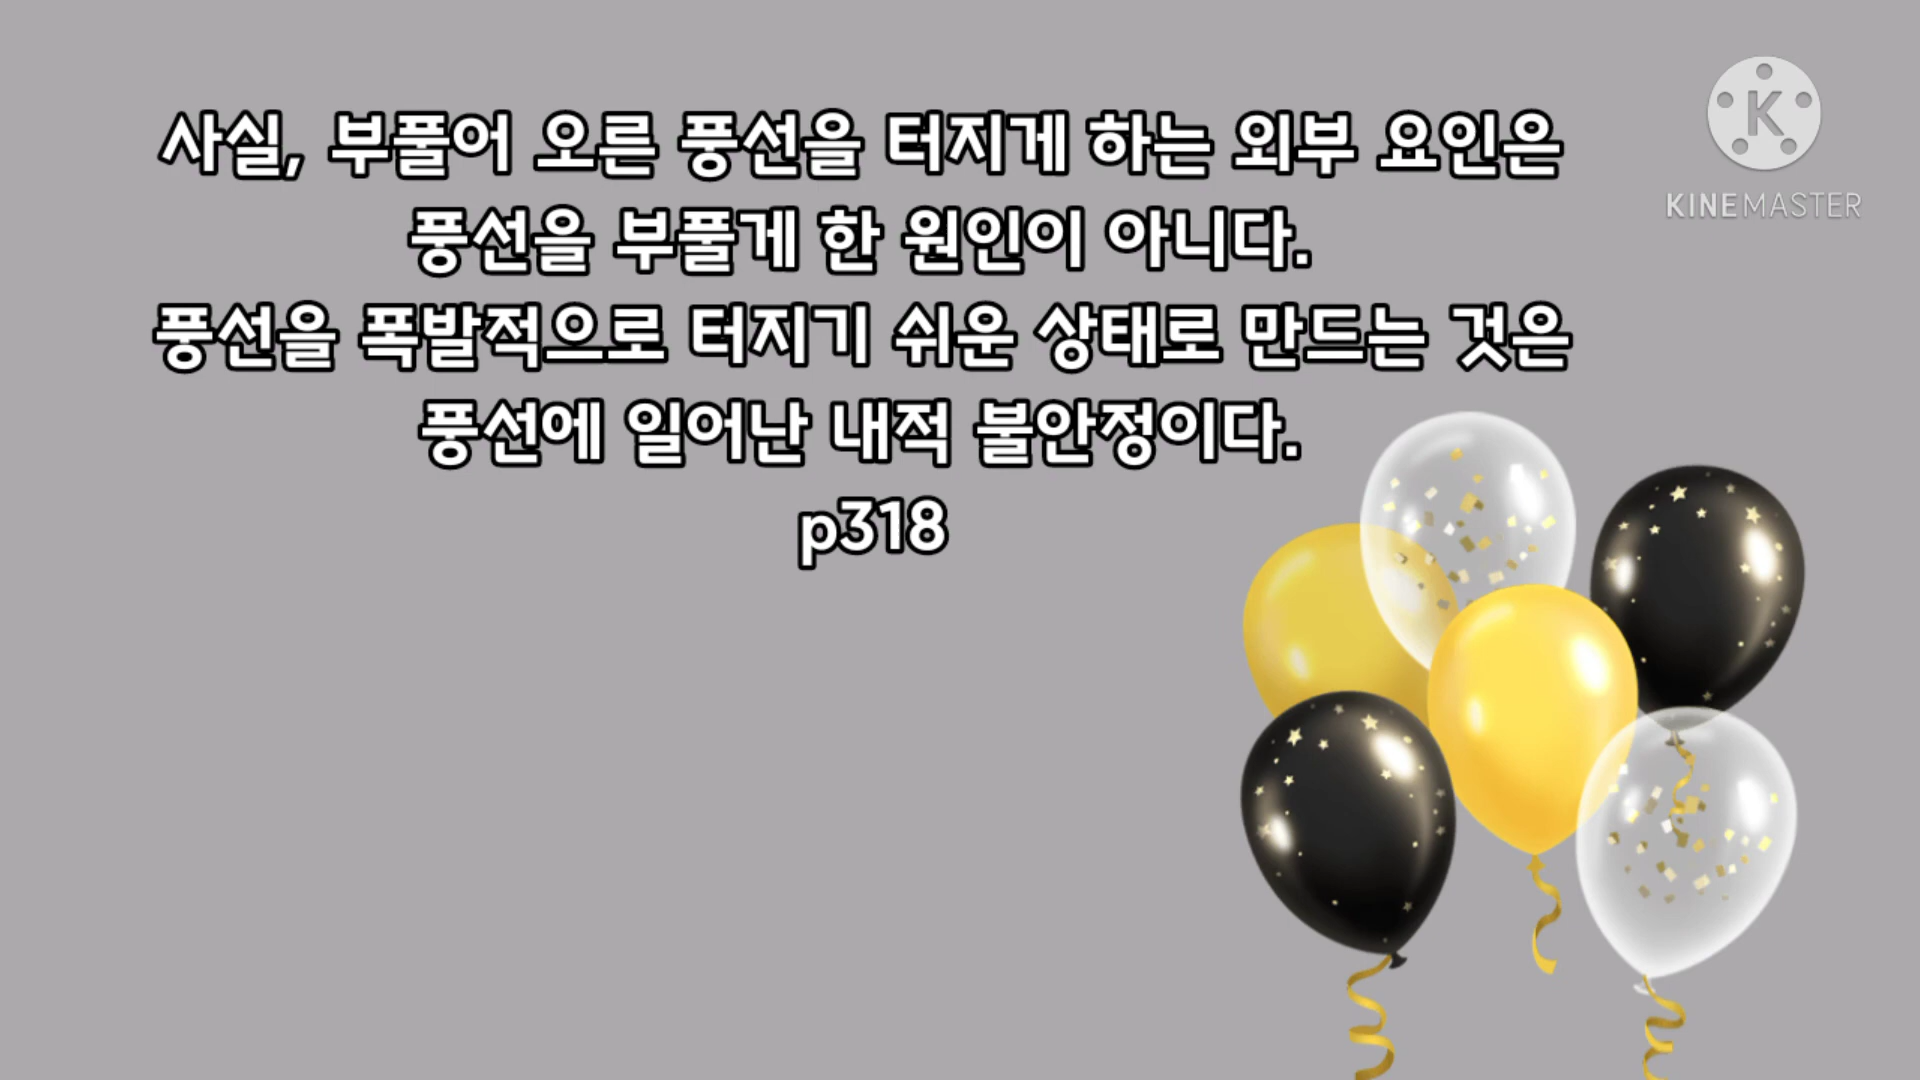 사실, 부풀어 오른 풍선을 터지게 하는 외부 요인은
풍선을 부풀게 한 원인이 아니다.
풍선을 폭발적으로 터지기 쉬운 상태로 만드는 것은
풍선에 일어난 내적 불안정이다.
p318
K
KINEMASTER